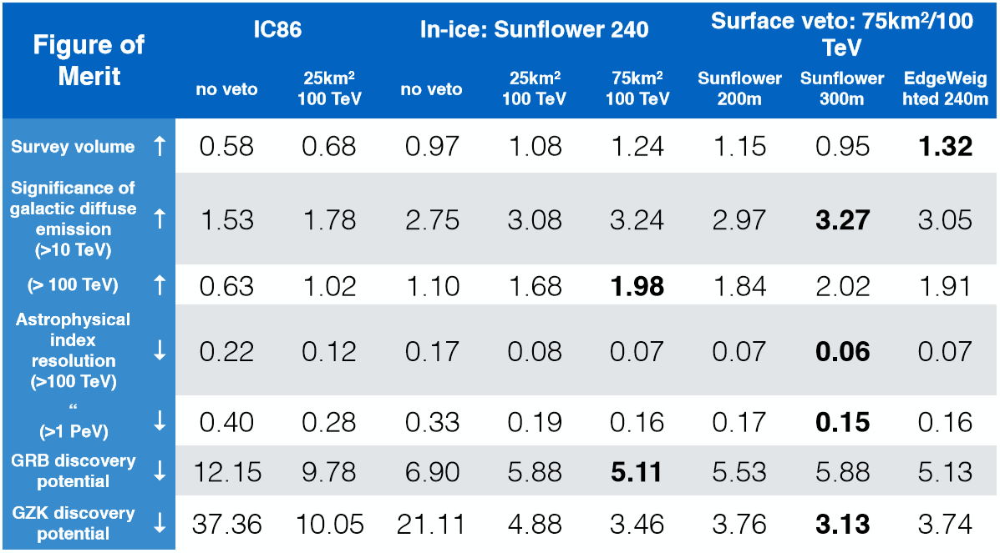 Figure of
Merit
IC86
In-ice: Sunflower 240
Surface veto: 75km²/100
TeV
no veto
25km²
100 TeV
no veto
25km²
100 TeV
75km²
100 TeV
Sunflower
200m
Sunflower
300m
EdgeWeig
hted 240m
Survey volume ↑ 0.58 0.68 0.97 1.08 1.24 1.15 0.95 1.32
Significance of
galactic diffuse
emission
(>10 TeV)
↑ 1.53 1.78 2.75 3.08 3.24 2.97 3.27 3.05
(> 100 TeV) ↑ 0.63 1.02 1.10 1.68 1.98 1.84 2.02 1.91
Astrophysical
index
resolution
(>100 TeV)
↓ 0.22 0.12 0.17 0.08 0.07 0.07 0.06 0.07
“
(>1 PeV)
↓ 0.40 0.28 0.33 0.19 0.16 0.17 0.15 0.16
GRB discovery
potential
↓ 12.15 9.78 6.90 5.88 5.11 5.53 5.88 5.13
GZK discovery
potential
↓ 37.36 10.05 21.11 4.88 3.46 3.76 3.13 3.74